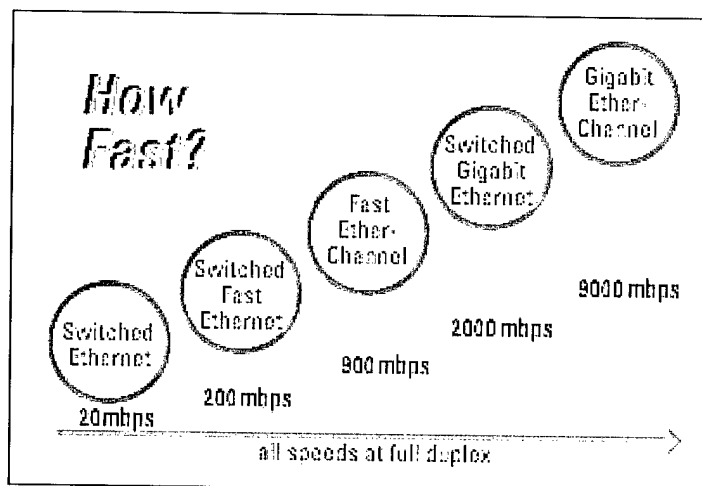 How
Fast?
Gigabit
Ether-
Channel
Switched
Gigabit
Ethernet
Fast
Ether-
Channel
Switched
Fast
Ethernet
Switched
Ethernet
9000 mbps
2000 mbps
900 mbps
200 mbps
20mbps
all speeds at full duplex